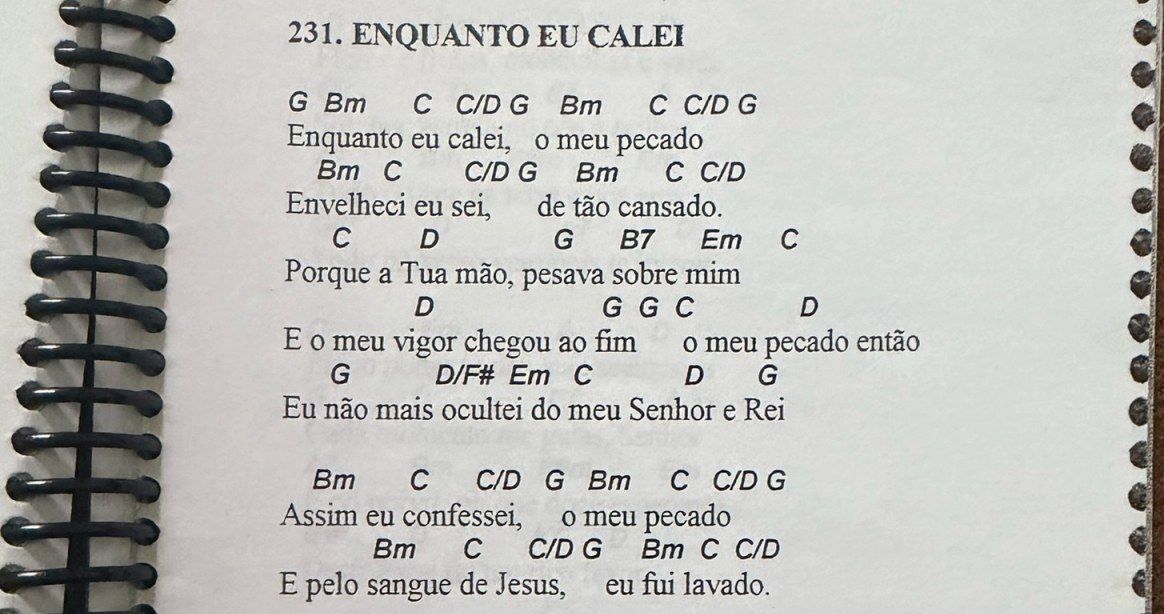 231. ENQUANTO EU CALEI
G Bm C C/D G Bm C C/D G
Enquanto eu calei, o meu pecado
Bm C C/D G Bm C C/D
Envelheci eu sei, de tão cansado.
C D G B7 Em C
Porque a Tua mão, pesava sobre mim
D G G C D
E o meu vigor chegou ao fim o meu pecado então
G D/F# Em C D G
Eu não mais ocultei do meu Senhor e Rei
Bm C C/D G Bm C C/D G
Assim eu confessei, o meu pecado
Bm C C/D G Bm C C/D
E pelo sangue de Jesus, eu fui lavado.